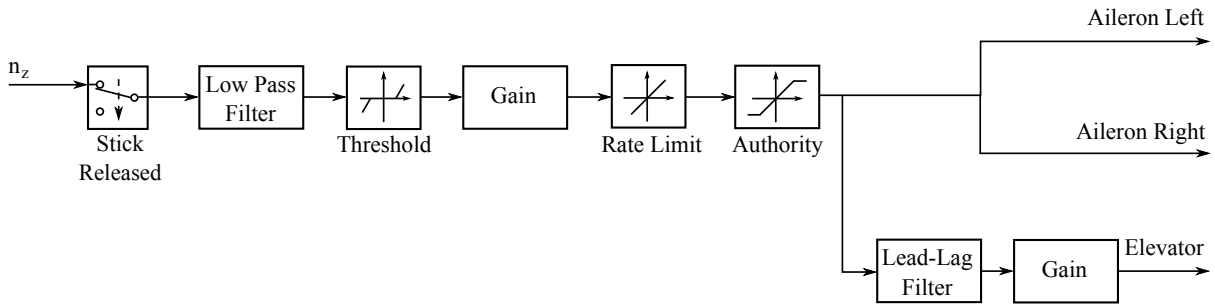 Aileron Left
n_z
Low Pass
Filter
Gain
Stick
Released
Threshold
Rate Limit
Authority
Aileron Right
Lead-Lag
Filter
Gain
Elevator